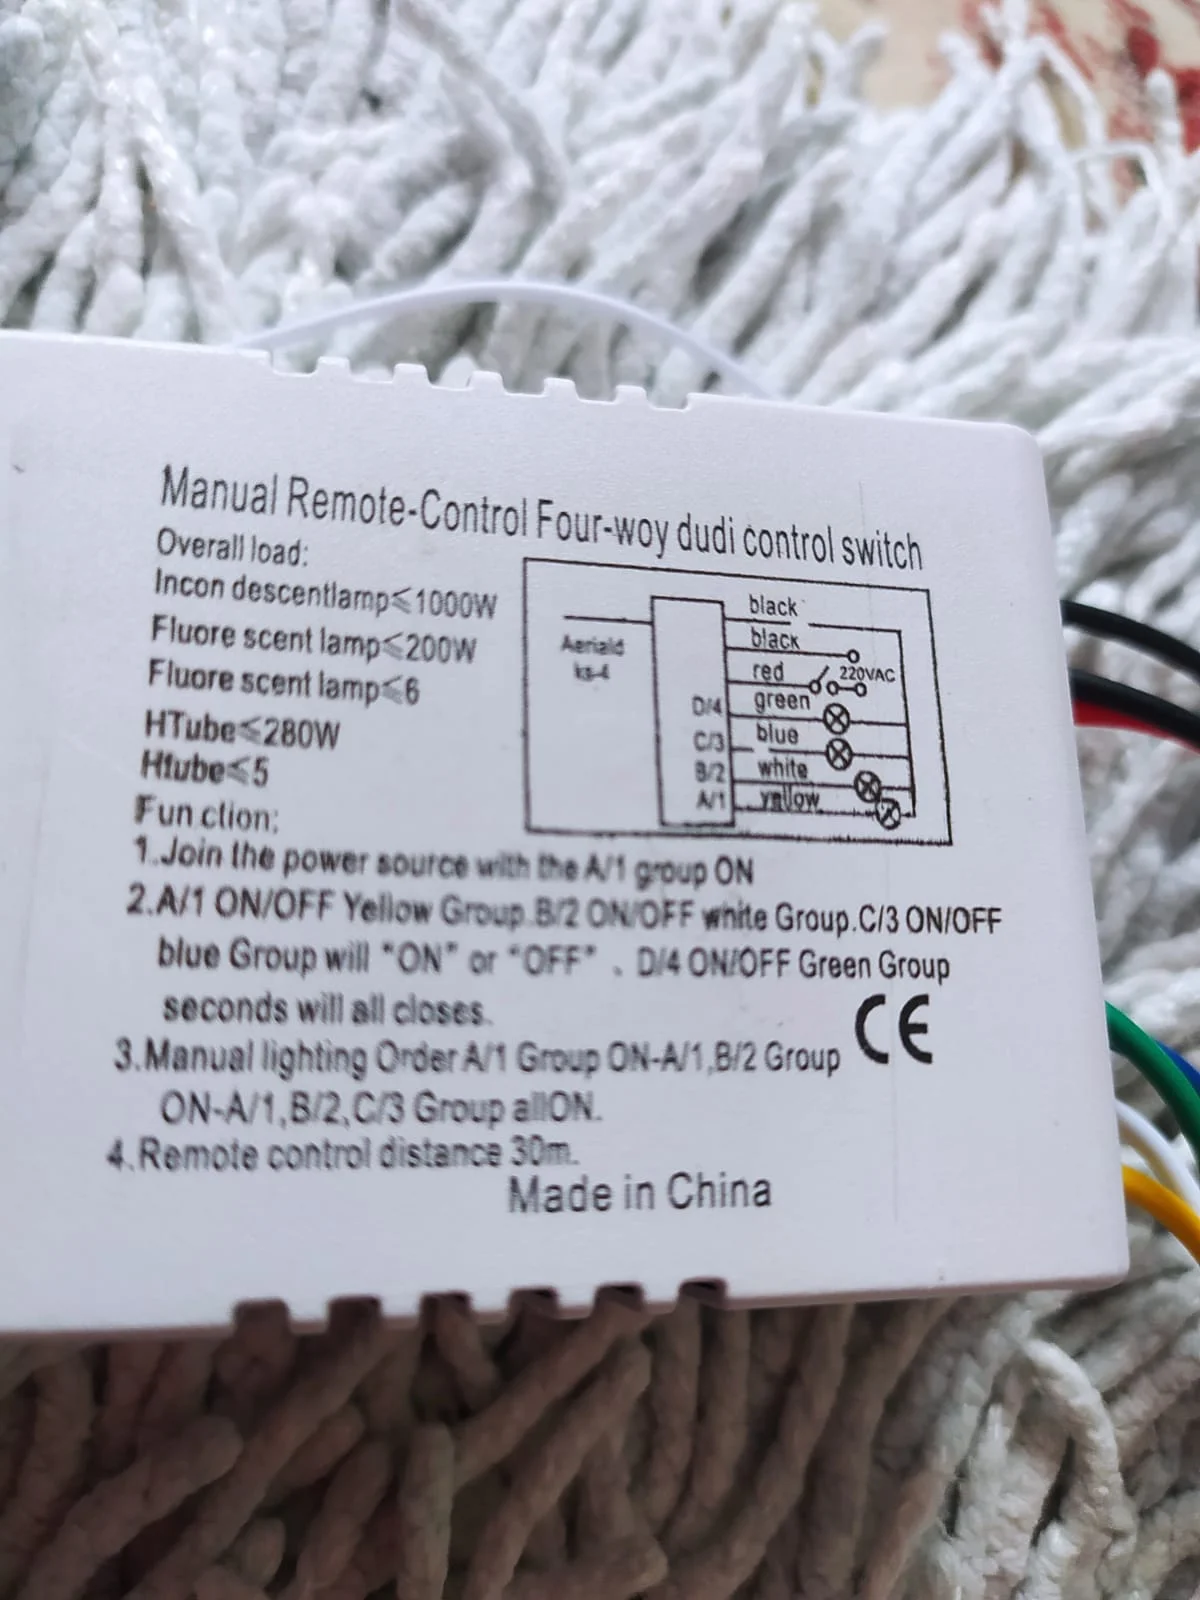 Manual Remote-Control Four-woy dudi control switch
Overall load:
Incon descentlamp⩽1000W
Fluore scent lamp⩽200W
Fluore scent lamp⩽6
HTube⩽280W
Htube⩽5
black
black
red
220VAC
Aeriald
ks-4
D/4
green
C/3
blue
B/2
white
A/1
yellow
Fun ction:
1.Join the power source with the A/1 group ON
2.A/1 ON/OFF Yellow Group.B/2 ON/OFF white Group.C/3 ON/OFF
blue Group will "ON" or "OFF" 、D/4 ON/OFF Green Group
seconds will all closes.
3.Manual lighting Order A/1 Group ON-A/1,B/2 Group
ON-A/1,B/2,C/3 Group allON.
CE
4.Remote control distance 30m.
Made in China